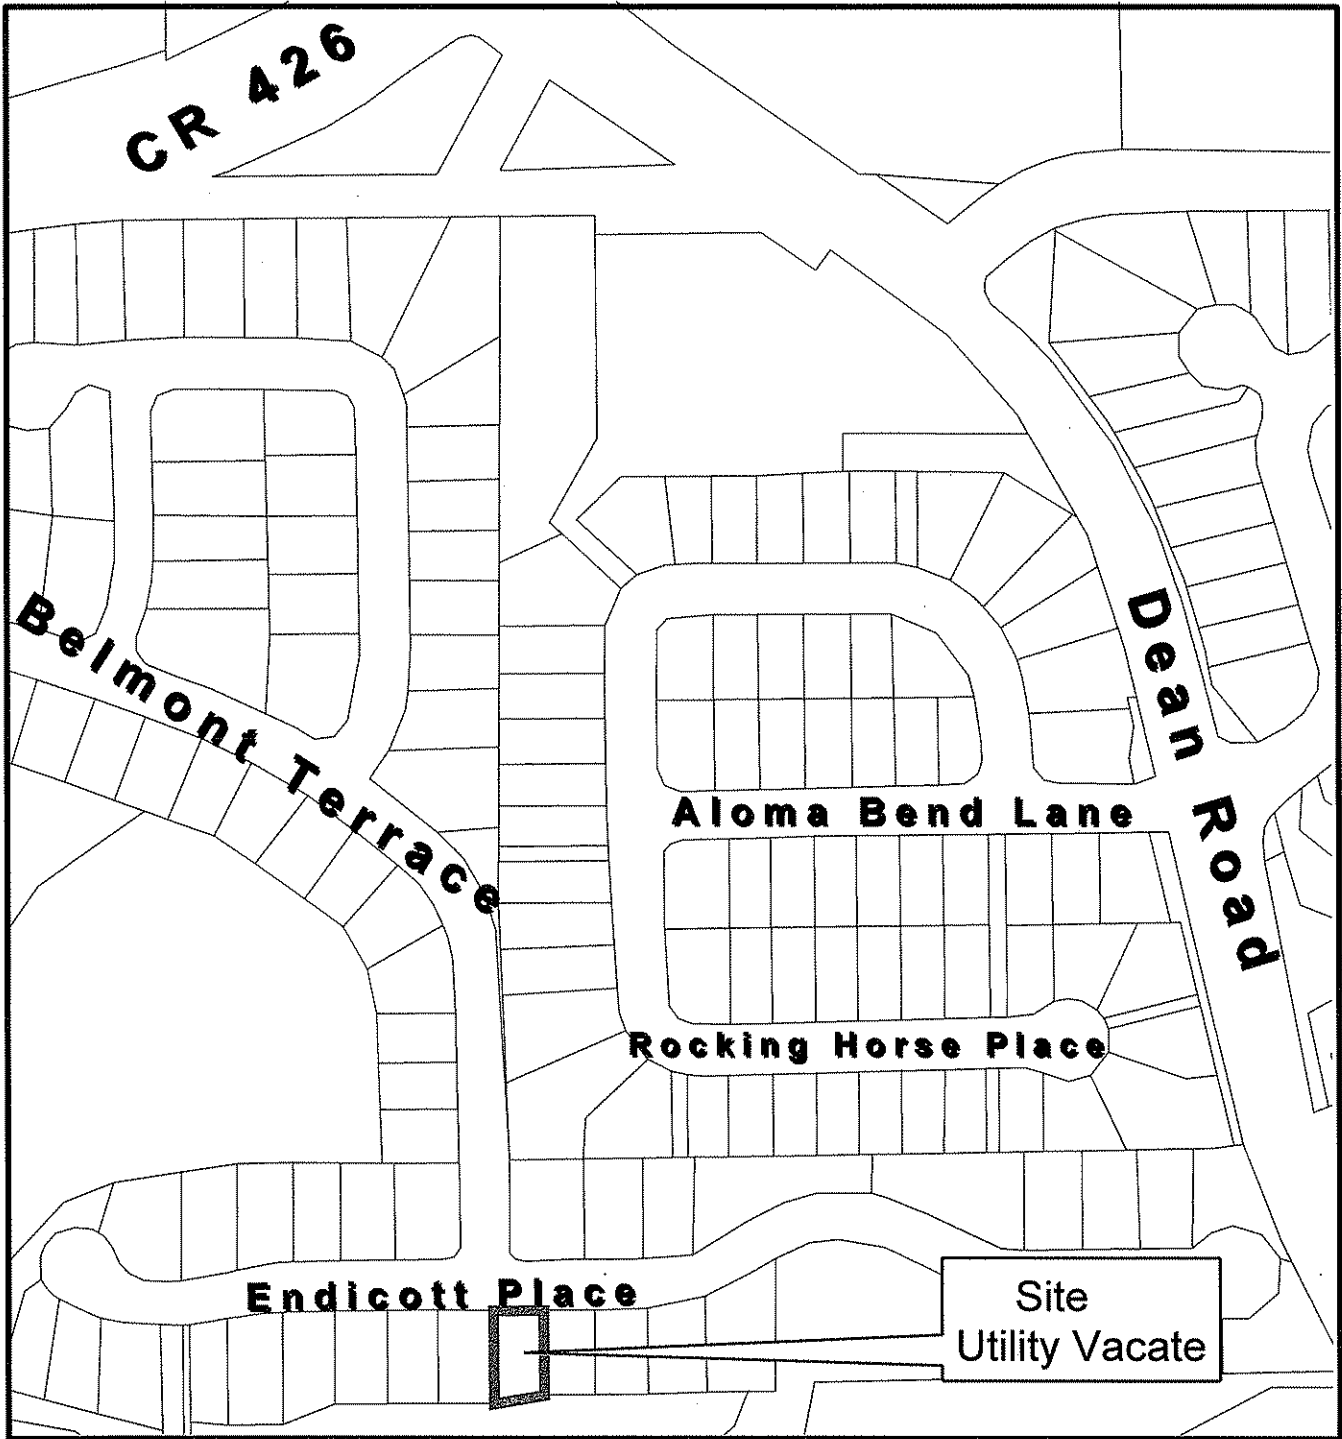 CR 426
Belmont Terrace
Dean Road
Aloma Bend Lane
Rocking Horse Place
Endicott Place
Site
Utility Vacate